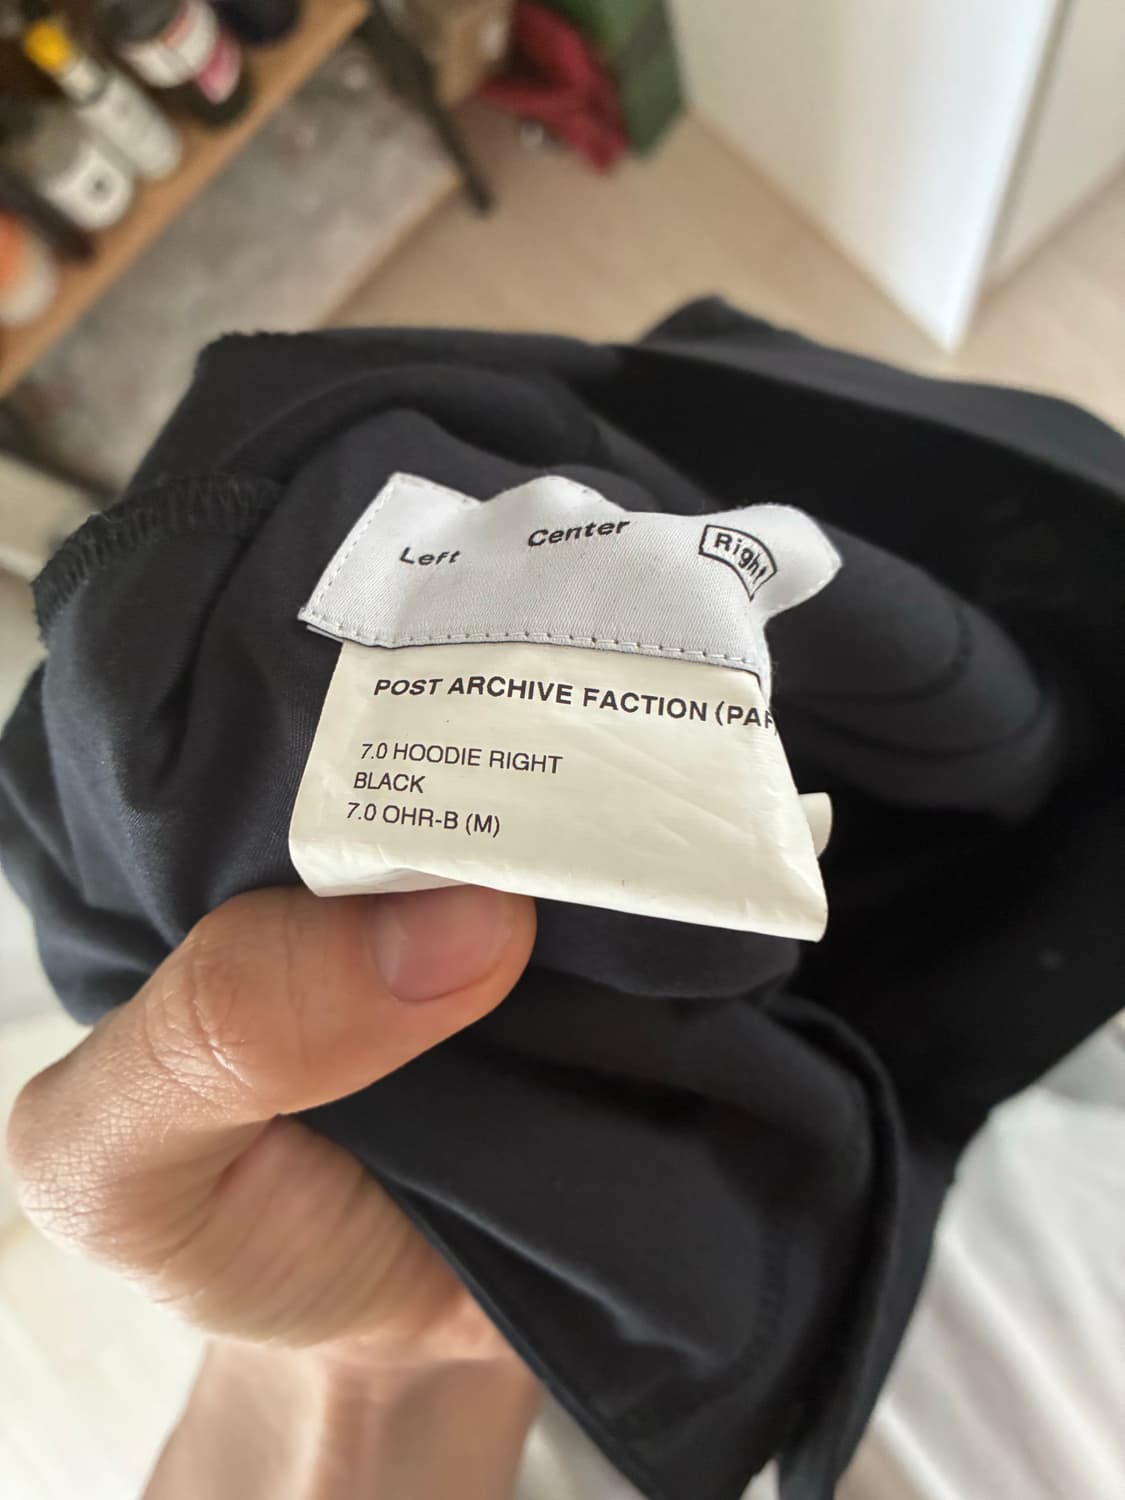 Left Center Right
POST ARCHIVE FACTION (PAF
7.0 HOODIE RIGHT
BLACK
7.0 OHR-B (M)